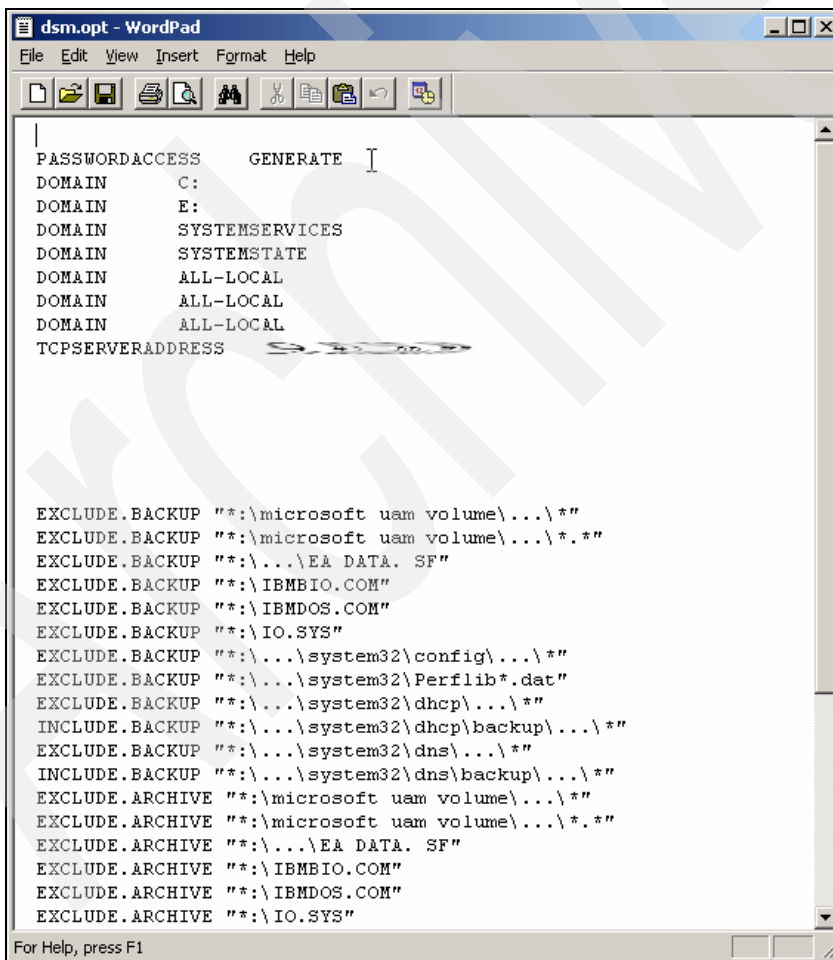 dsm.opt - WordPad
File Edit View Insert Format Help
PASSWORDACCESS GENERATE
DOMAIN C:
DOMAIN E:
DOMAIN SYSTEMSERVICES
DOMAIN SYSTEMSTATE
DOMAIN ALL-LOCAL
DOMAIN ALL-LOCAL
DOMAIN ALL-LOCAL
TCPSERVERADDRESS
EXCLUDE.BACKUP "*:\microsoft uam volume\...\*"
EXCLUDE.BACKUP "*:\microsoft uam volume\...\*.*"
EXCLUDE.BACKUP "*:\...\EA DATA. SF"
EXCLUDE.BACKUP "*:\IBMBIO.COM"
EXCLUDE.BACKUP "*:\IBMDOS.COM"
EXCLUDE.BACKUP "*:\IO.SYS"
EXCLUDE.BACKUP "*:\...\system32\config\...\*"
EXCLUDE.BACKUP "*:\...\system32\Perflib*.dat"
EXCLUDE.BACKUP "*:\...\system32\dhcp\...\*"
INCLUDE.BACKUP "*:\...\system32\dhcp\backup\...\*"
EXCLUDE.BACKUP "*:\...\system32\dns\...\*"
INCLUDE.BACKUP "*:\...\system32\dns\backup\...\*"
EXCLUDE.ARCHIVE "*:\microsoft uam volume\...\*"
EXCLUDE.ARCHIVE "*:\microsoft uam volume\...\*.*"
EXCLUDE.ARCHIVE "*:\...\EA DATA. SF"
EXCLUDE.ARCHIVE "*:\IBMBIO.COM"
EXCLUDE.ARCHIVE "*:\IBMDOS.COM"
EXCLUDE.ARCHIVE "*:\IO.SYS"
For Help, press F1